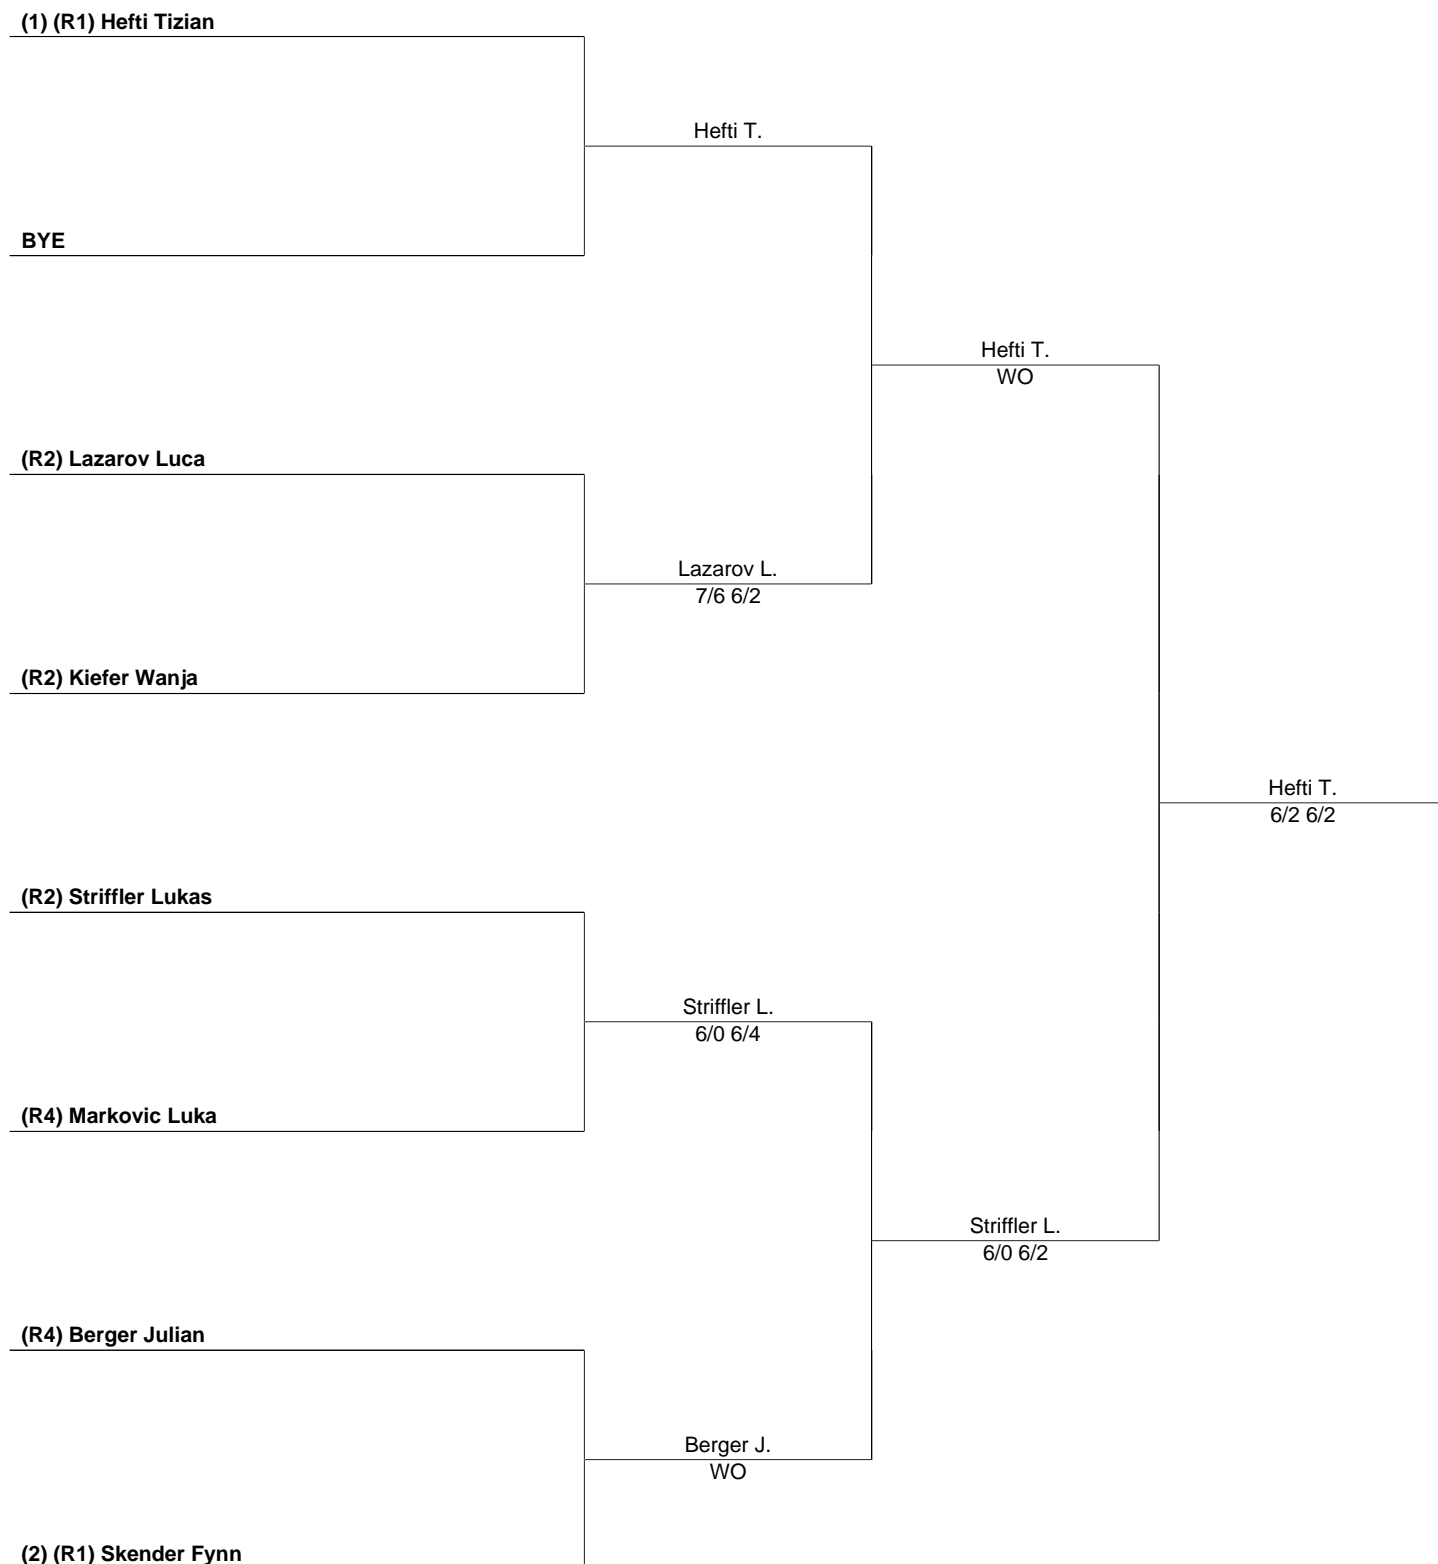 (1) (R1) Hefti Tizian
Hefti T.
BYE
Hefti T.
WO
(R2) Lazarov Luca
Lazarov L.
7/6 6/2
(R2) Kiefer Wanja
Hefti T.
6/2 6/2
(R2) Striffler Lukas
Striffler L.
6/0 6/4
(R4) Markovic Luka
Striffler L.
6/0 6/2
(R4) Berger Julian
Berger J.
WO
(2) (R1) Skender Fynn